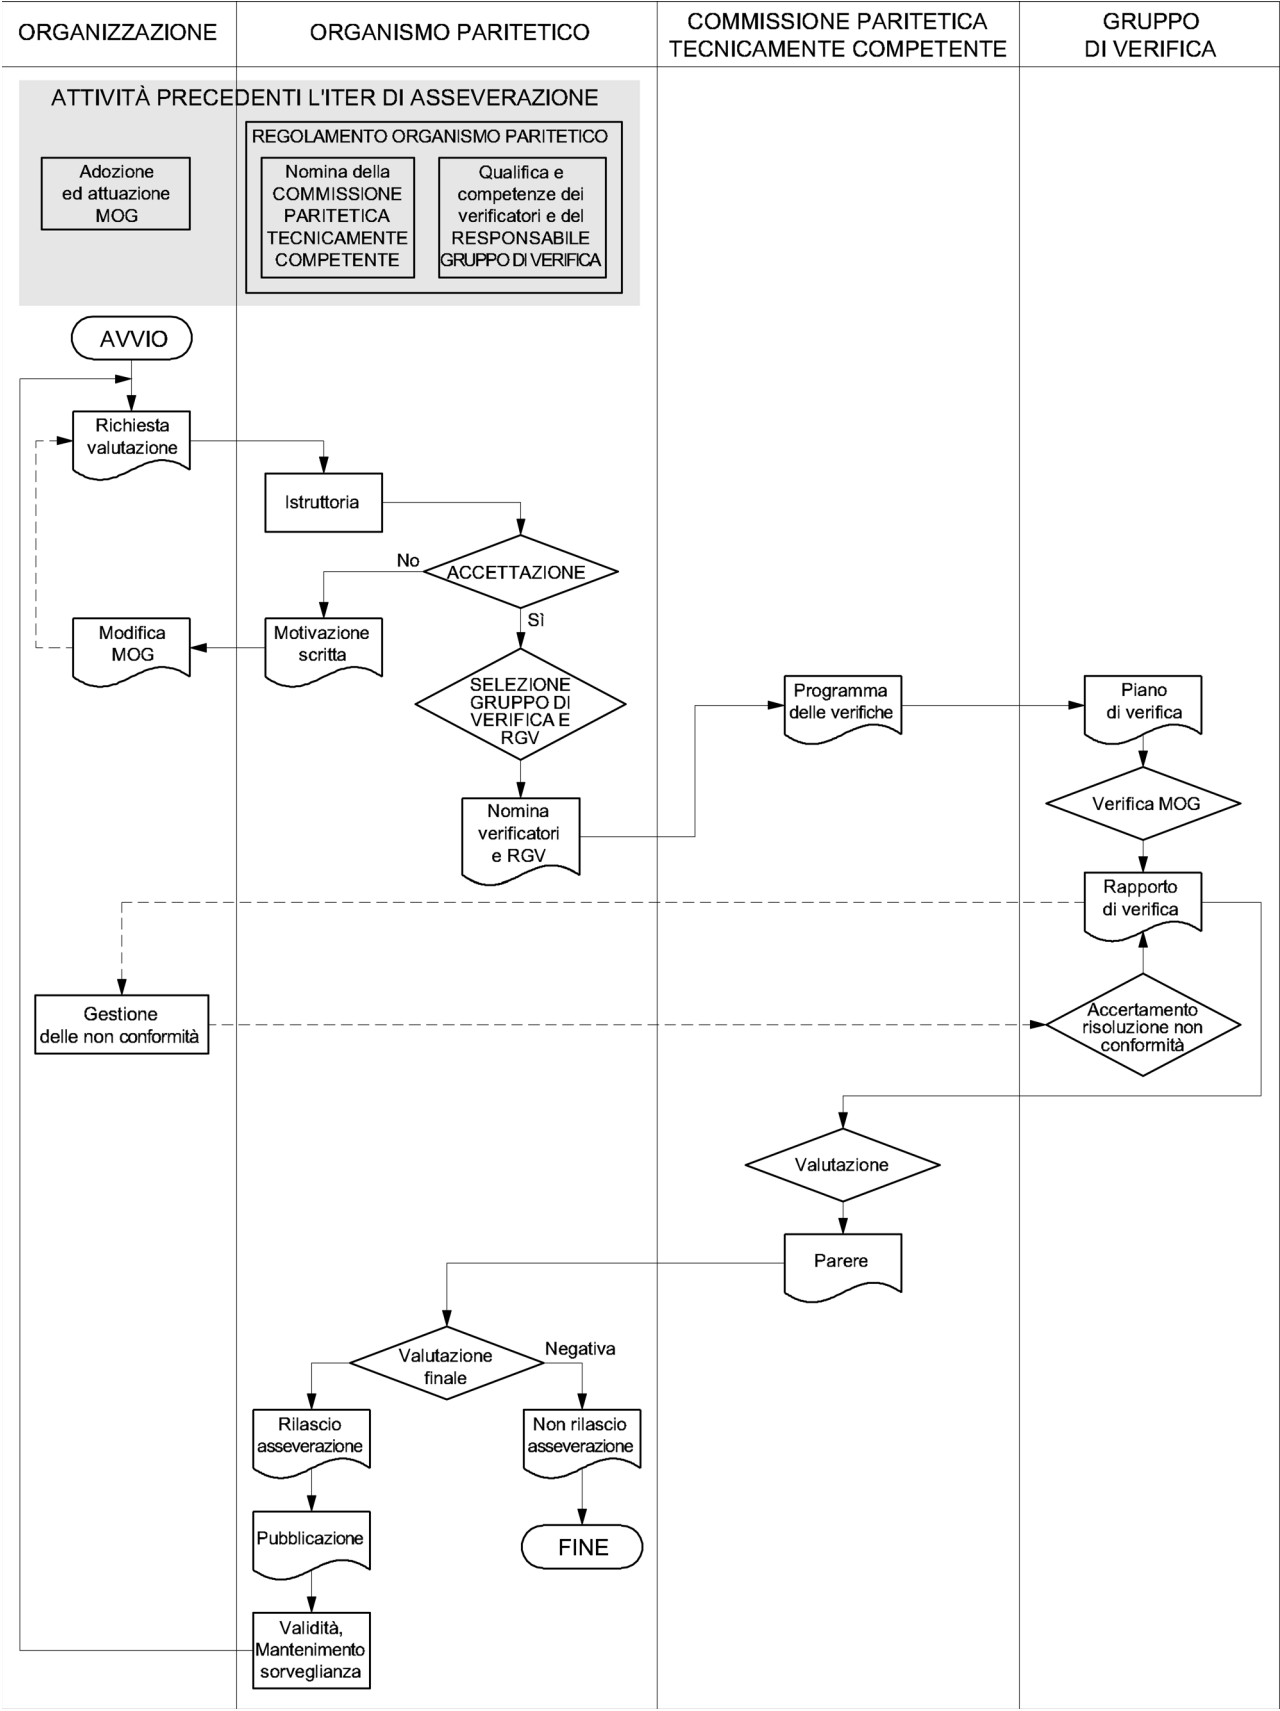 ORGANIZZAZIONE
ORGANISMO PARITETICO
COMMISSIONE PARITETICA
TECNICAMENTE COMPETENTE
GRUPPO
DI VERIFICA
ATTIVITÀ PRECEDENTI L'ITER DI ASSEVERAZIONE
REGOLAMENTO ORGANISMO PARITETICO
Adozione
ed attuazione
MOG
Nomina della
COMMISSIONE
PARITETICA
TECNICAMENTE
COMPETENTE
Qualifica e
competenze dei
verificatori e del
RESPONSABILE
GRUPPO DI VERIFICA
AVVIO
Richiesta
valutazione
Istruttoria
ACCETTAZIONE
No
Sì
Motivazione
scritta
Modifica
MOG
SELEZIONE
GRUPPO DI
VERIFICA E
RGV
Nomina
verificatori
e RGV
Programma
delle verifiche
Piano
di verifica
Verifica MOG
Rapporto
di verifica
Gestione
delle non conformità
Accertamento
risoluzione non
conformità
Valutazione
Parere
Valutazione
finale
Negativa
Rilascio
asseverazione
Non rilascio
asseverazione
Pubblicazione
FINE
Validità,
Mantenimento
sorveglianza